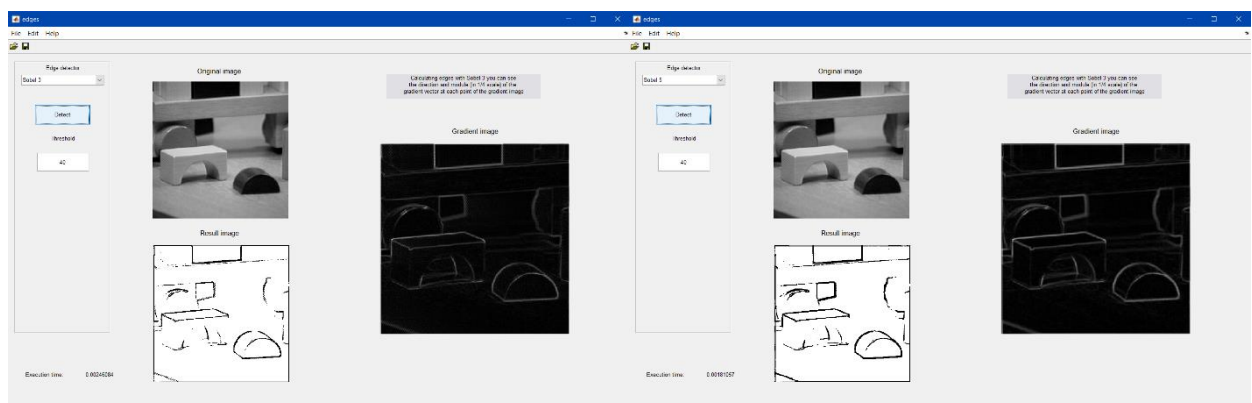 edges
File Edit Help
Edge detector
Sobel 3
Detect
Threshold
40
Original image
Result image
Calculating edges with Sobel 3 you can see
the direction and module (in 1/4 scale) of the
gradient vector at each point of the gradient image
Gradient image
Execution time: 0.00246084
edges
File Edit Help
Edge detector
Sobel 3
Detect
Threshold
40
Original image
Result image
Calculating edges with Sobel 3 you can see
the direction and module (in 1/4 scale) of the
gradient vector at each point of the gradient image
Gradient image
Execution time: 0.00181057